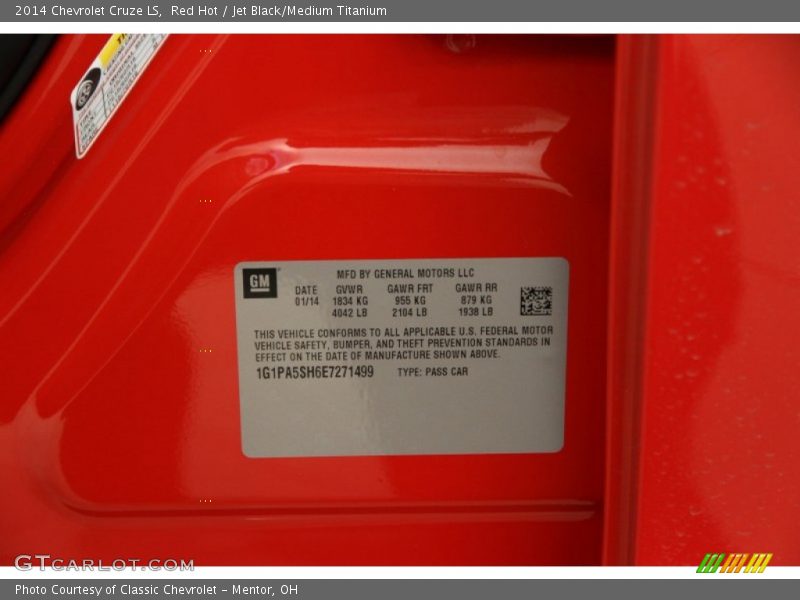 2014 Chevrolet Cruze LS,  Red Hot / Jet Black/Medium Titanium
GM
MFD BY GENERAL MOTORS LLC
DATE GVWR GAWR FRT GAWR RR
01/14 1834 KG 955 KG 879 KG
4042 LB 2104 LB 1938 LB
THIS VEHICLE CONFORMS TO ALL APPLICABLE U.S. FEDERAL MOTOR
VEHICLE SAFETY, BUMPER, AND THEFT PREVENTION STANDARDS IN
EFFECT ON THE DATE OF MANUFACTURE SHOWN ABOVE.
1G1PA5SH6E7271499 TYPE: PASS CAR
GTCARLOT.COM
Photo Courtesy of Classic Chevrolet - Mentor, OH